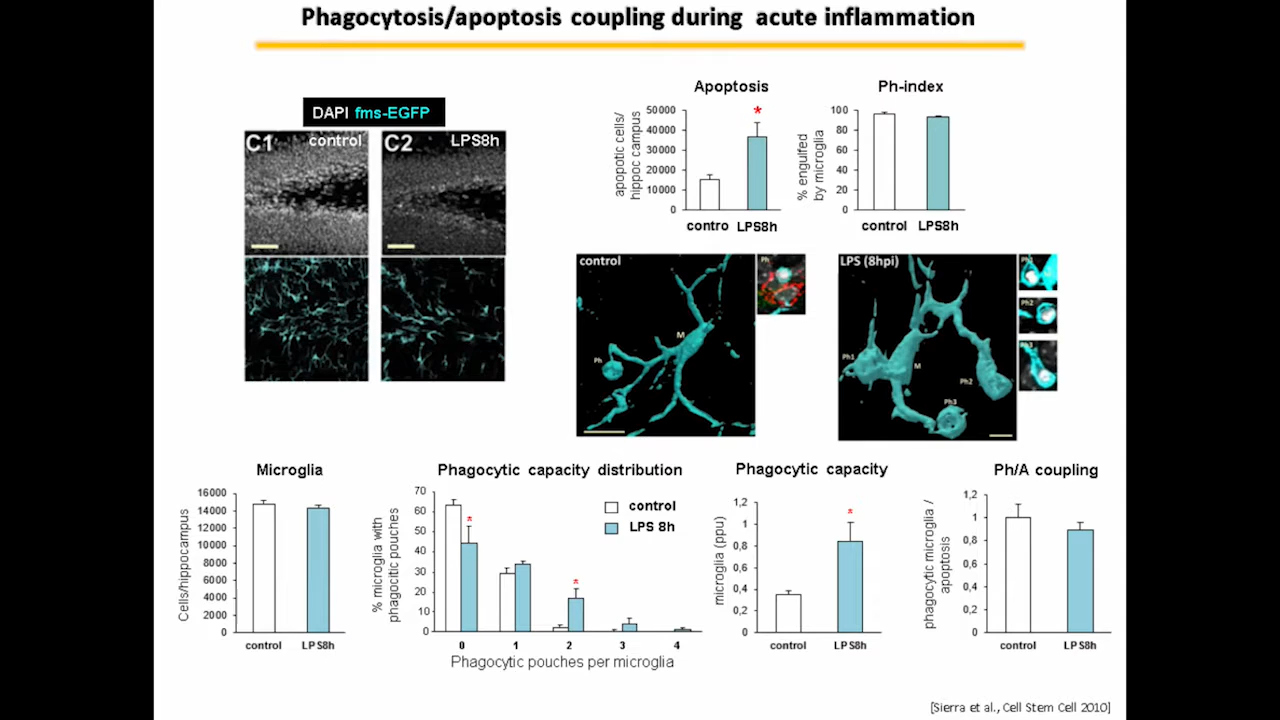 Phagocytosis/apoptosis coupling during acute inflammation
DAPI fms-EGFP
C1 control
C2 LPS8h
Apoptosis
apopotic cells/
hippoc campus
50000
40000
30000
20000
10000
0
*
contro LPS8h
Ph-index
% engulfed
by microglia
100
80
60
40
20
0
control LPS8h
control
Ph
M
Ph
LPS (8hpi)
Ph1
M
Ph2
Ph3
Ph1
Ph2
Ph3
Microglia
Cells/hippocampus
16000
14000
12000
10000
8000
6000
4000
2000
0
control LPS8h
Phagocytic capacity distribution
% microglia with
phagocitic pouches
70
60
50
40
30
20
10
0
*
*
control
LPS 8h
0 1 2 3 4
Phagocytic pouches per microglia
Phagocytic capacity
microglia (ppu)
1,2
1
0,8
0,6
0,4
0,2
0
*
control LPS8h
Ph/A coupling
phagocytic microglia /
apoptosis
1,2
1
0,8
0,6
0,4
0,2
0
control LPS8h
[Sierra et al., Cell Stem Cell 2010]